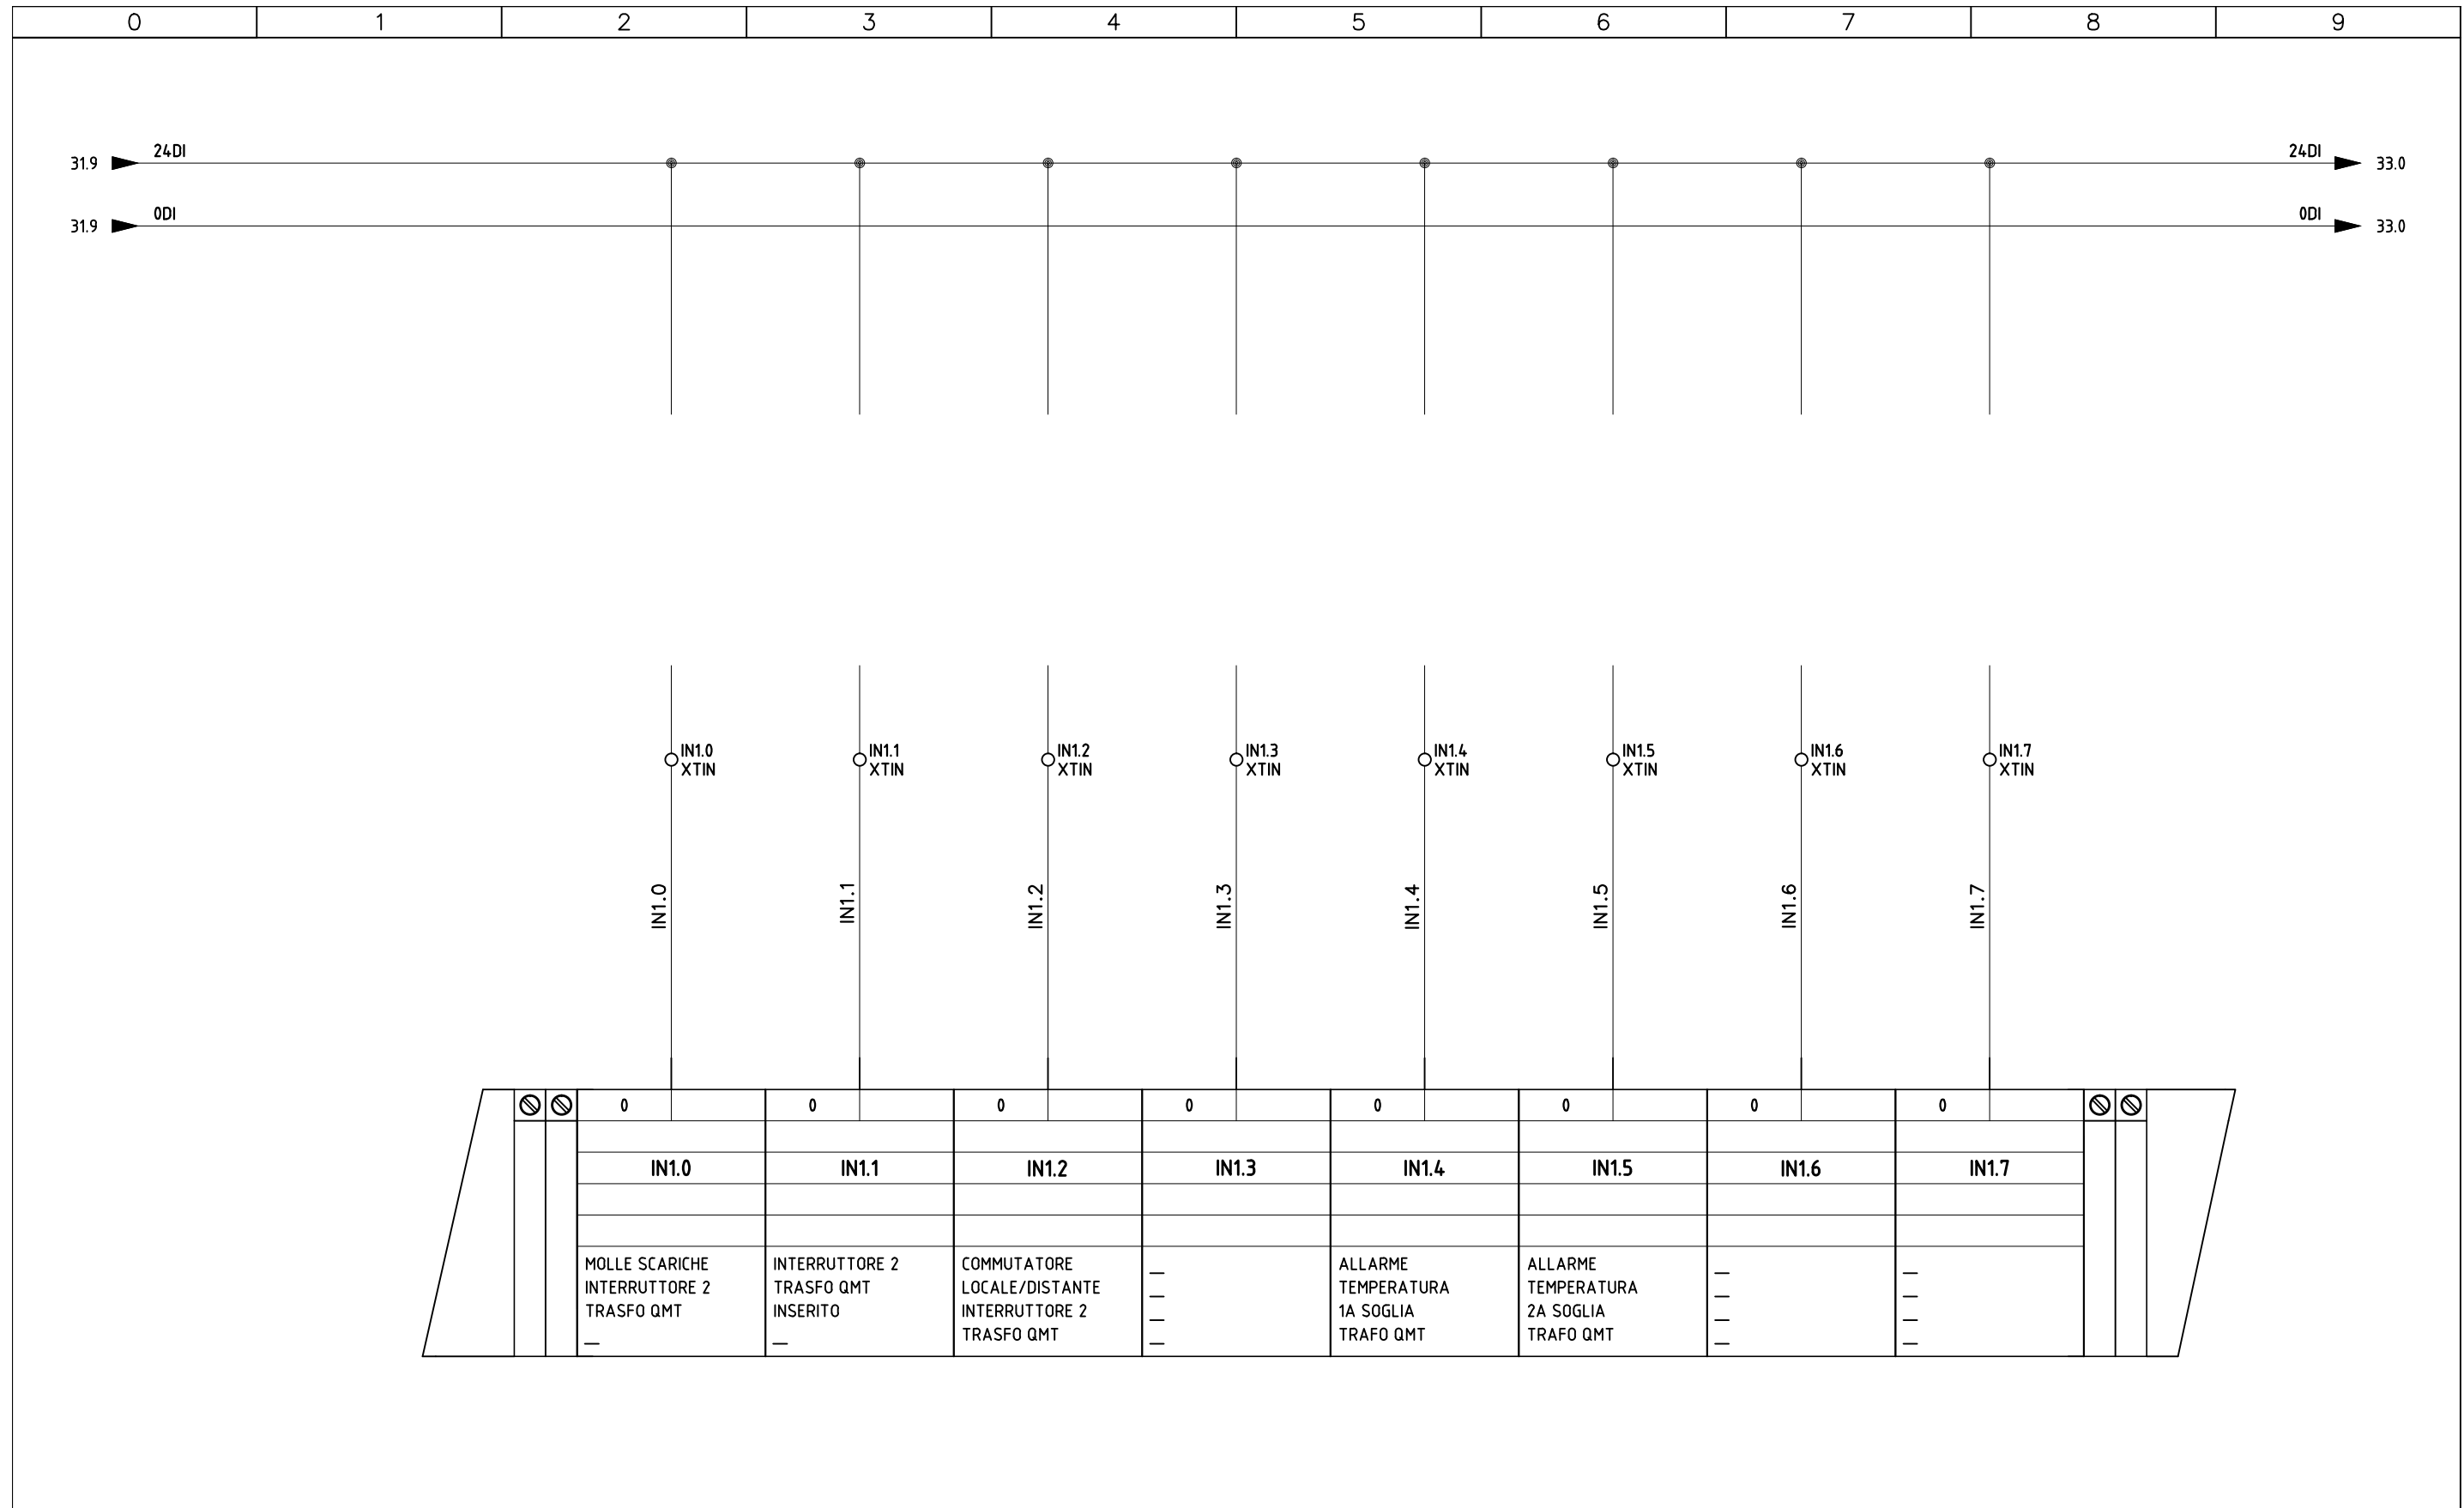 0 1 2 3 4 5 6 7 8 9
24DI 24DI
31.9 33.0
0DI 0DI
31.9 33.0
IN1.0 IN1.1 IN1.2 IN1.3 IN1.4 IN1.5 IN1.6 IN1.7
XTIN XTIN XTIN XTIN XTIN XTIN XTIN XTIN
IN1.0 IN1.1 IN1.2 IN1.3 IN1.4 IN1.5 IN1.6 IN1.7
0 0 0 0 0 0 0 0
IN1.0 IN1.1 IN1.2 IN1.3 IN1.4 IN1.5 IN1.6 IN1.7
MOLLE SCARICHE
INTERRUTTORE 2
TRASFO QMT
_
INTERRUTTORE 2
TRASFO QMT
INSERITO
_
COMMUTATORE
LOCALE/DISTANTE
INTERRUTTORE 2
TRASFO QMT
_
_
_
_
ALLARME
TEMPERATURA
1A SOGLIA
TRAFO QMT
ALLARME
TEMPERATURA
2A SOGLIA
TRAFO QMT
_
_
_
_
_
_
_
_